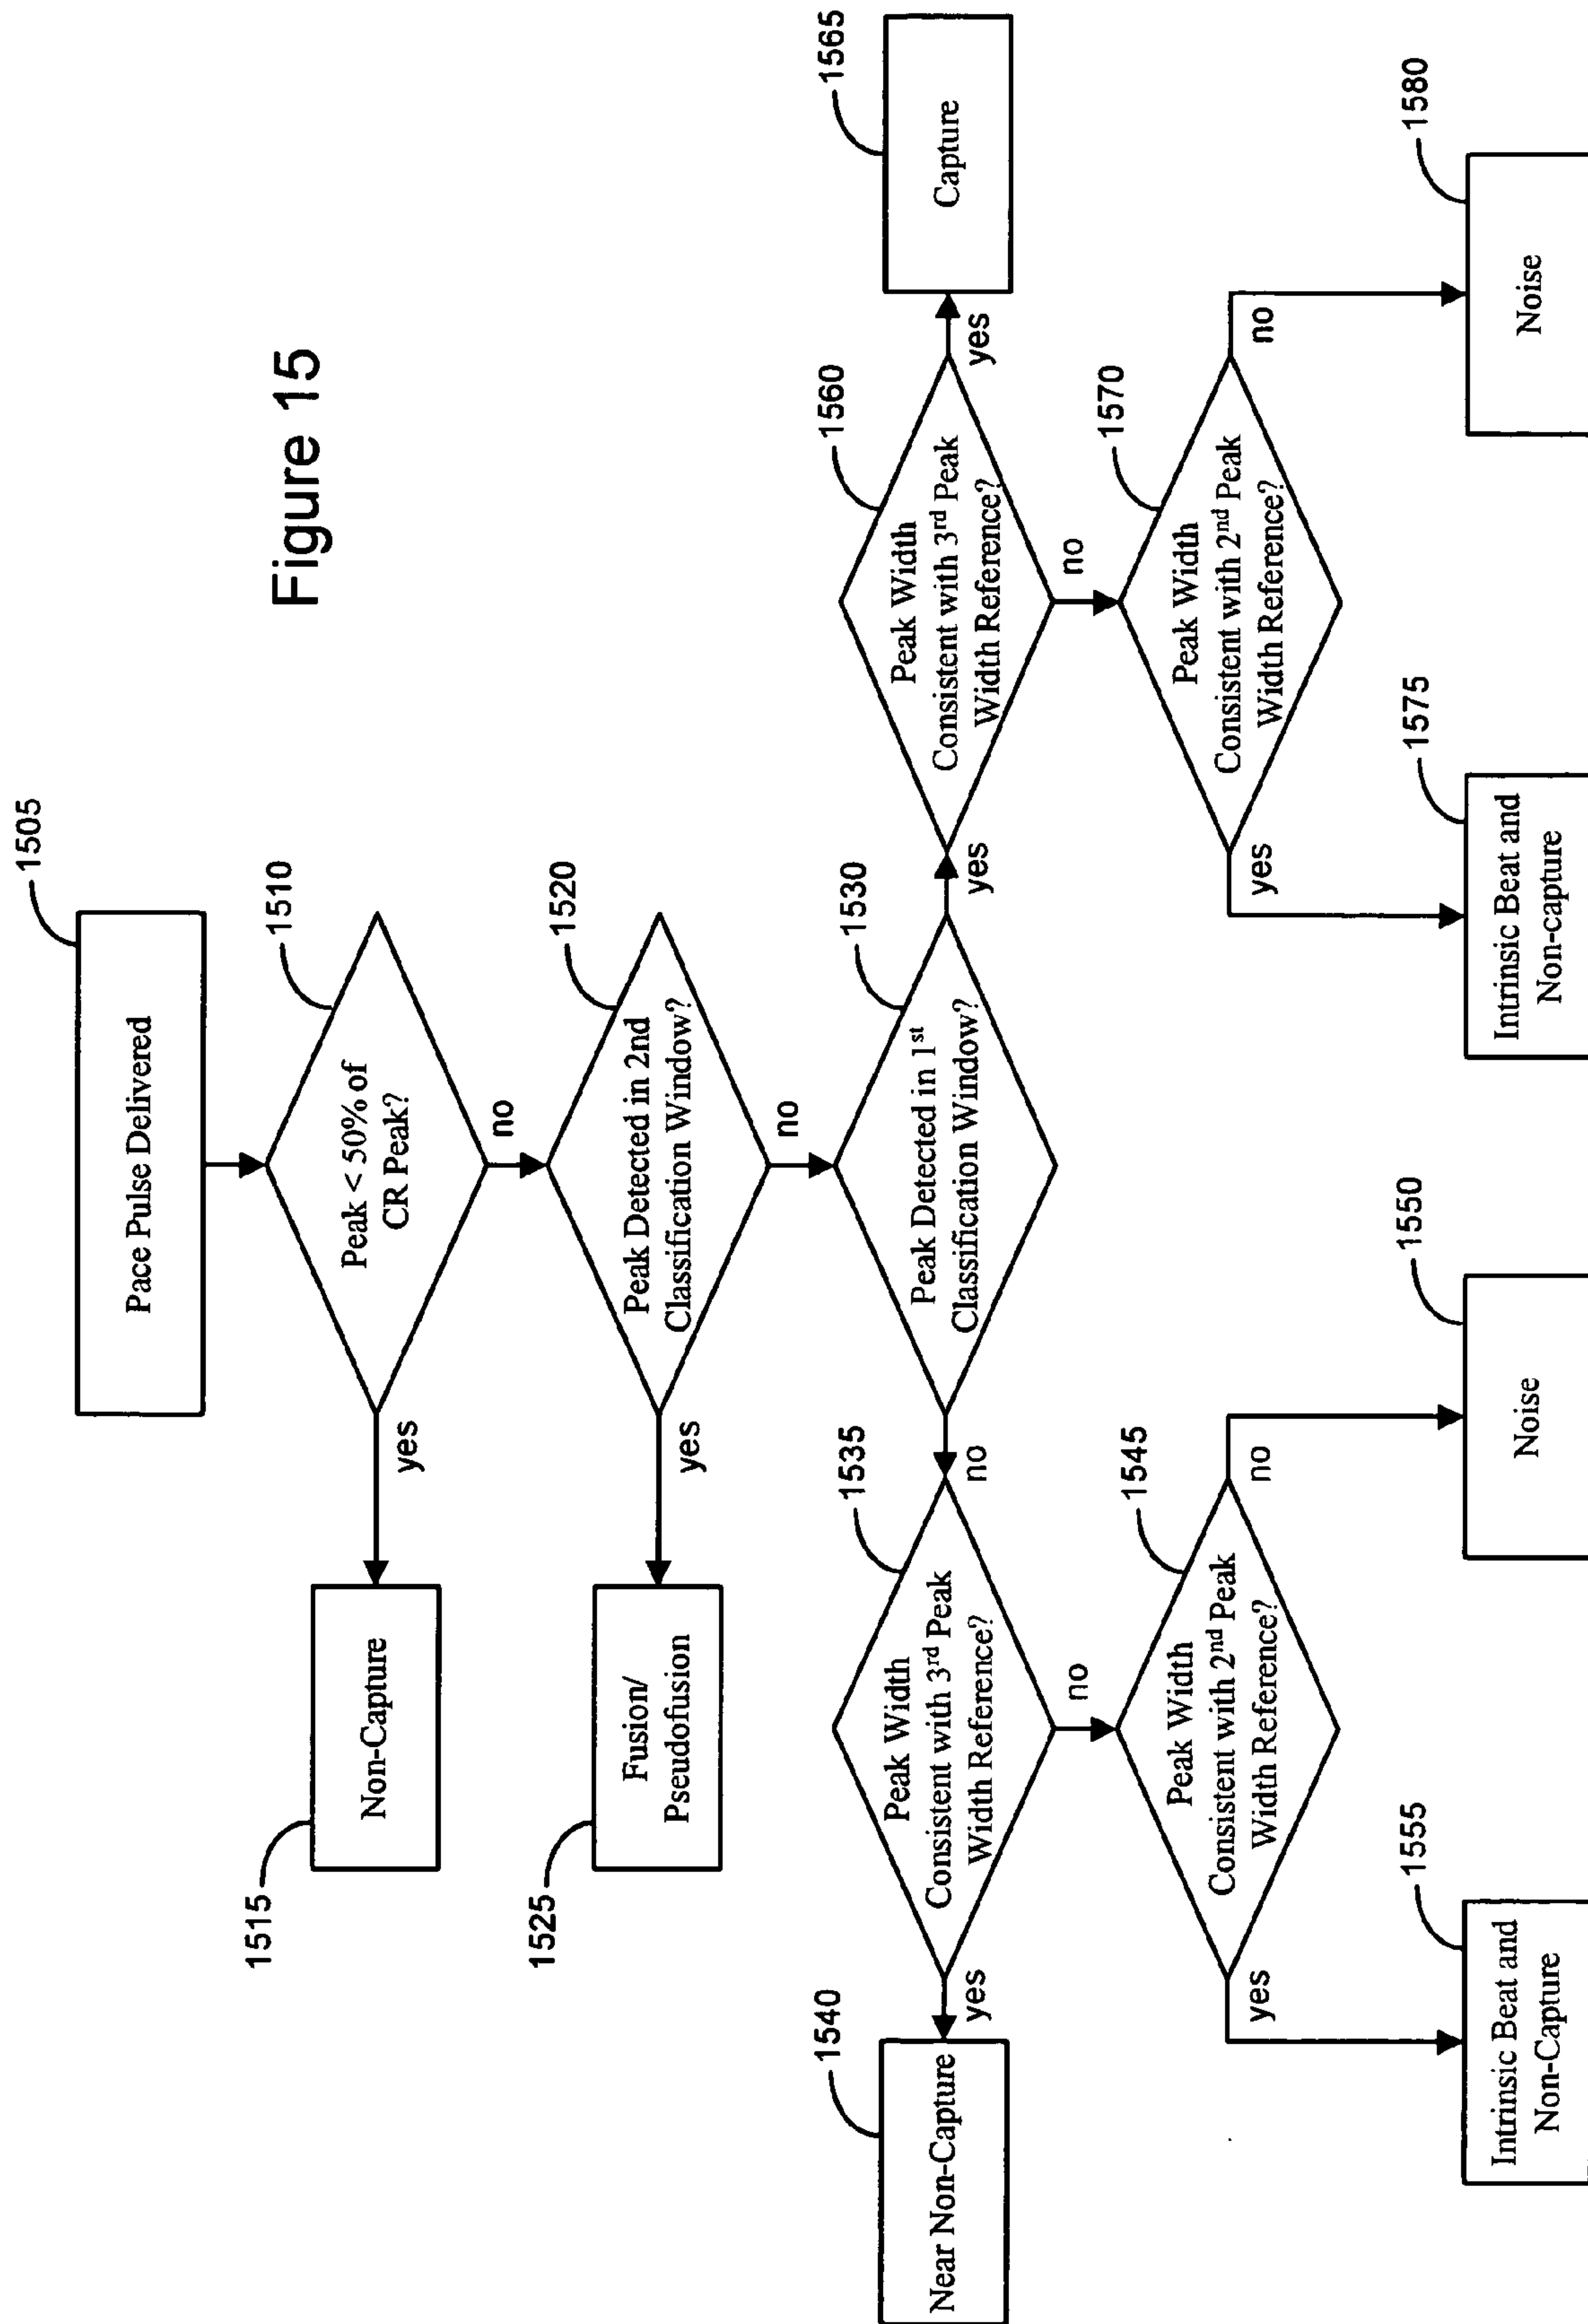 Figure 15
1505
Pace Pulse Delivered
1510
Peak < 50% of
CR Peak?
yes
no
1515
Non-Capture
1520
Peak Detected in 2nd
Classification Window?
yes
no
1525
Fusion/
Pseudofusion
1530
Peak Detected in 1st
Classification Window?
no
yes
1535
Peak Width
Consistent with 3rd Peak
Width Reference?
yes
no
1540
Near Non-Capture
1545
Peak Width
Consistent with 2nd Peak
Width Reference?
yes
no
1555
Intrinsic Beat and
Non-Capture
1550
Noise
1560
Peak Width
Consistent with 3rd Peak
Width Reference?
yes
no
1565
Capture
1570
Peak Width
Consistent with 2nd Peak
Width Reference?
yes
no
1575
Intrinsic Beat and
Non-capture
1580
Noise